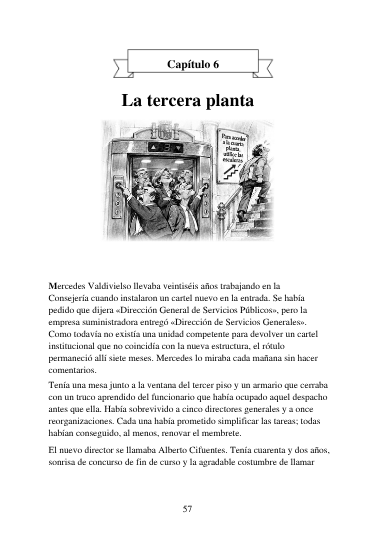 Capítulo 6
La tercera planta
Para acceder
a la cuarta
planta,
utilice las
escaleras
Mercedes Valdivielso llevaba veintiséis años trabajando en la
Consejería cuando instalaron un cartel nuevo en la entrada. Se había
pedido que dijera «Dirección General de Servicios Públicos», pero la
empresa suministradora entregó «Dirección de Servicios Generales».
Como todavía no existía una unidad competente para devolver un cartel
institucional que no coincidía con la nueva estructura, el rótulo
permaneció allí siete meses. Mercedes lo miraba cada mañana sin hacer
comentarios.
Tenía una mesa junto a la ventana del tercer piso y un armario que cerraba
con un truco aprendido del funcionario que había ocupado aquel despacho
antes que ella. Había sobrevivido a cinco directores generales y a once
reorganizaciones. Cada una había prometido simplificar las tareas; todas
habían conseguido, al menos, renovar el membrete.
El nuevo director se llamaba Alberto Cifuentes. Tenía cuarenta y dos años,
sonrisa de concurso de fin de curso y la agradable costumbre de llamar
57